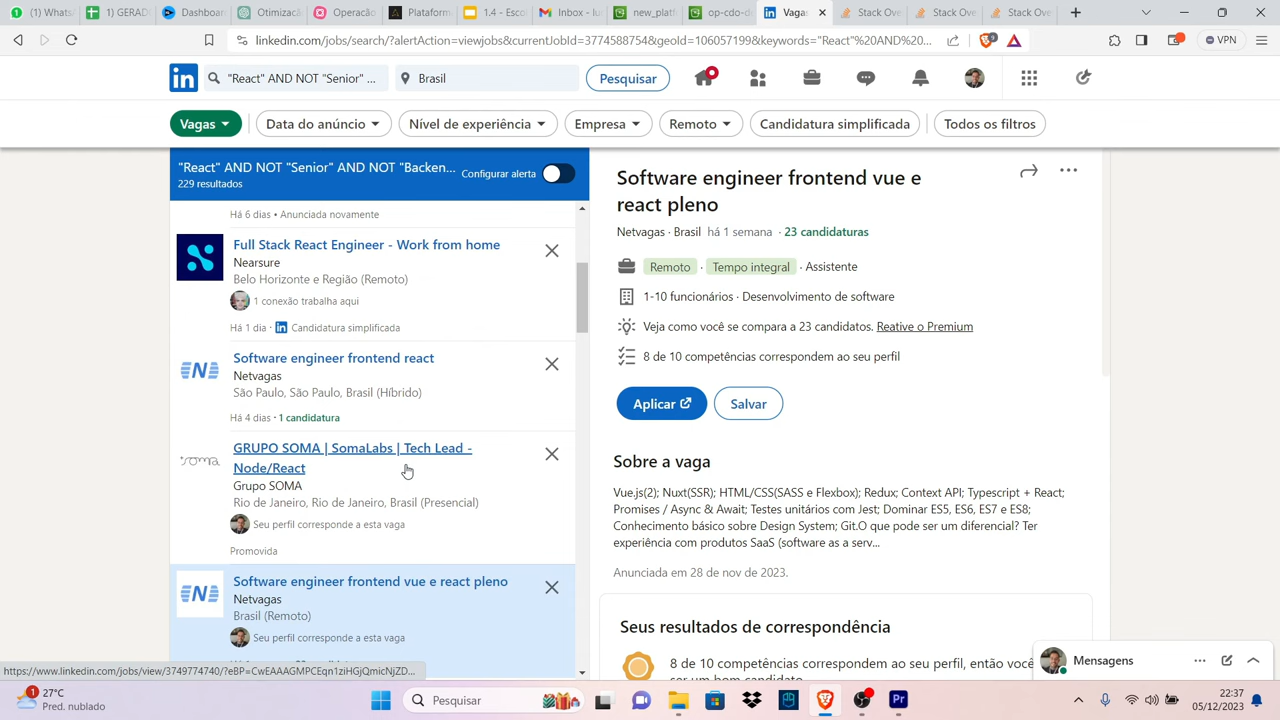 (1) Whats
(1) GERAD
Dashboar
Otimizaçã
Operacão
Plataform
1.4 - Esco
Inbox - lu
new_platf
op-cdo-d
Vagas
Stack Ove
Stack Ove
Stack Ove
linkedin.com/jobs/search/?alertAction=viewjobs&currentJobId=3774588754&geoId=106057199&keywords="React"%20AND%20...
VPN
"React" AND NOT "Senior" ...
Brasil
Pesquisar
Vagas
Data do anúncio
Nível de experiência
Empresa
Remoto
Candidatura simplificada
Todos os filtros
"React" AND NOT "Senior" AND NOT "Backen...
229 resultados
Configurar alerta
Há 6 dias • Anunciada novamente
Full Stack React Engineer - Work from home
Nearsure
Belo Horizonte e Região (Remoto)
1 conexão trabalha aqui
Há 1 dia • Candidatura simplificada
Software engineer frontend react
Netvagas
São Paulo, São Paulo, Brasil (Híbrido)
Há 4 dias • 1 candidatura
soma
GRUPO SOMA | SomaLabs | Tech Lead -
Node/React
Grupo SOMA
Rio de Janeiro, Rio de Janeiro, Brasil (Presencial)
Seu perfil corresponde a esta vaga
Promovida
Software engineer frontend vue e react pleno
Netvagas
Brasil (Remoto)
Seu perfil corresponde a esta vaga
https://www.linkedin.com/jobs/view/3749774740/?eBP=CwEAAAGMPCEqn1ziHGjQmicNjZD...
Software engineer frontend vue e
react pleno
Netvagas · Brasil há 1 semana · 23 candidaturas
Remoto · Tempo integral · Assistente
1-10 funcionários · Desenvolvimento de software
Veja como você se compara a 23 candidatos. Reative o Premium
8 de 10 competências correspondem ao seu perfil
Aplicar
Salvar
Sobre a vaga
Vue.js(2); Nuxt(SSR); HTML/CSS(SASS e Flexbox); Redux; Context API; Typescript + React;
Promises / Async & Await; Testes unitários com Jest; Dominar ES5, ES6, ES7 e ES8;
Conhecimento básico sobre Design System; Git.O que pode ser um diferencial? Ter
experiência com produtos SaaS (software as a serv...
Anunciada em 28 de nov de 2023.
Seus resultados de correspondência
8 de 10 competências correspondem ao seu perfil, então você
ser um bom candidato
Mensagens
1
27°C
Pred. nublado
Pesquisar
02:37
05/12/2023